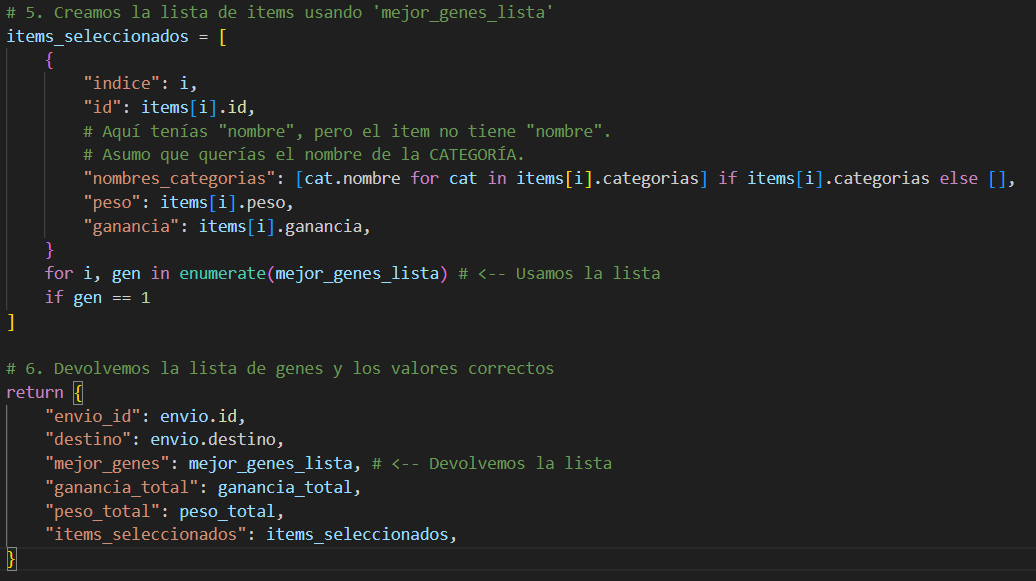 # 5. Creamos la lista de items usando 'mejor_genes_lista'
items_seleccionados = [
    {
        "indice": i,
        "id": items[i].id,
        # Aquí tenías "nombre", pero el item no tiene "nombre".
        # Asumo que querías el nombre de la CATEGORÍA.
        "nombres_categorias": [cat.nombre for cat in items[i].categorias] if items[i].categorias else [],
        "peso": items[i].peso,
        "ganancia": items[i].ganancia,
    }
    for i, gen in enumerate(mejor_genes_lista) # <-- Usamos la lista
    if gen == 1
]

# 6. Devolvemos la lista de genes y los valores correctos
return {
    "envio_id": envio.id,
    "destino": envio.destino,
    "mejor_genes": mejor_genes_lista, # <-- Devolvemos la lista
    "ganancia_total": ganancia_total,
    "peso_total": peso_total,
    "items_seleccionados": items_seleccionados,
}